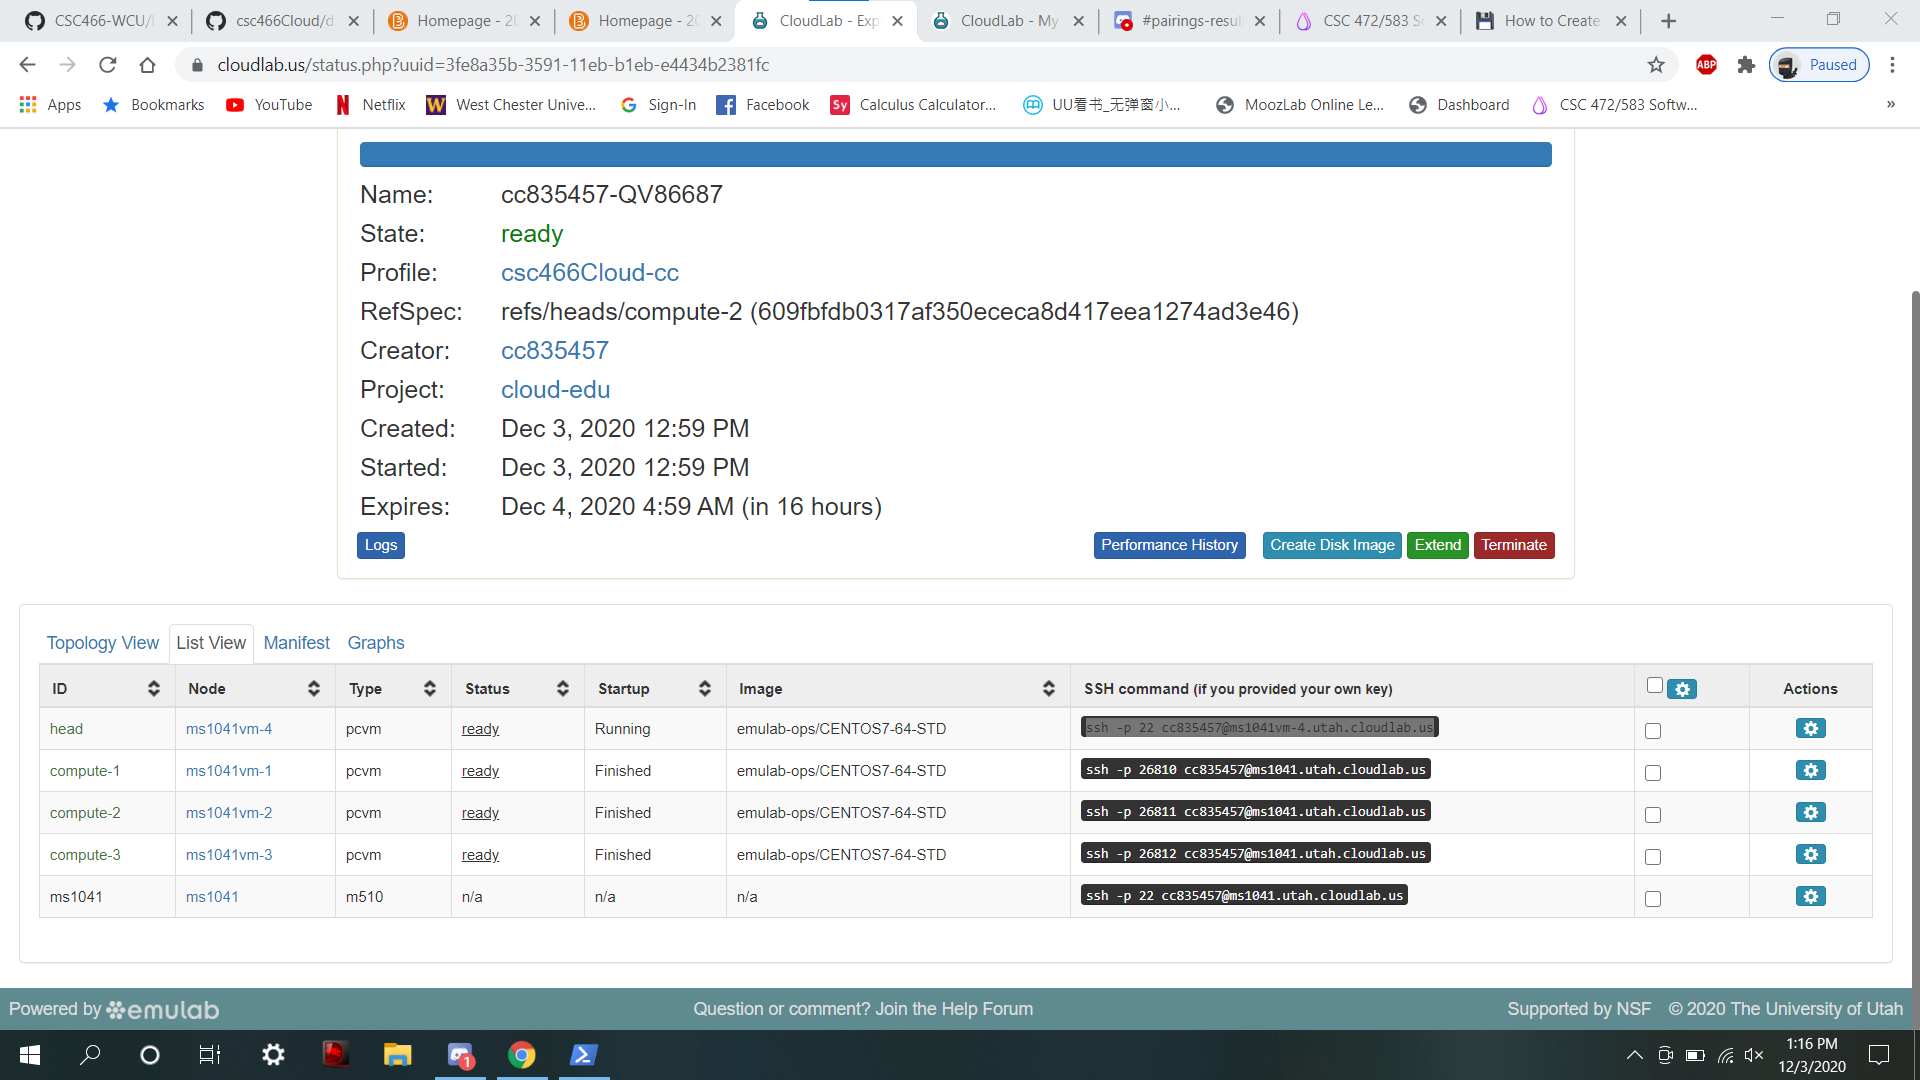 CSC466-WCU/
csc466Cloud/d
Homepage - 20
Homepage - 20
CloudLab - Exp
CloudLab - My
#pairings-resul
CSC 472/583 S
How to Create
cloudlab.us/status.php?uuid=3fe8a35b-3591-11eb-b1eb-e4434b2381fc
ABP
Paused
Apps
Bookmarks
YouTube
Netflix
West Chester Unive...
Sign-In
Facebook
Sy
Calculus Calculator...
UU看书_无弹窗小...
MoozLab Online Le...
Dashboard
CSC 472/583 Softw...
»
Name: cc835457-QV86687
State: ready
Profile: csc466Cloud-cc
RefSpec: refs/heads/compute-2 (609fbfdb0317af350ececa8d417eea1274ad3e46)
Creator: cc835457
Project: cloud-edu
Created: Dec 3, 2020 12:59 PM
Started: Dec 3, 2020 12:59 PM
Expires: Dec 4, 2020 4:59 AM (in 16 hours)
Logs Performance History Create Disk Image Extend Terminate
Topology View List View Manifest Graphs
ID Node Type Status Startup Image SSH command (if you provided your own key) Actions
head ms1041vm-4 pcvm ready Running emulab-ops/CENTOS7-64-STD ssh -p 22 cc835457@ms1041vm-4.utah.cloudlab.us
compute-1 ms1041vm-1 pcvm ready Finished emulab-ops/CENTOS7-64-STD ssh -p 26810 cc835457@ms1041.utah.cloudlab.us
compute-2 ms1041vm-2 pcvm ready Finished emulab-ops/CENTOS7-64-STD ssh -p 26811 cc835457@ms1041.utah.cloudlab.us
compute-3 ms1041vm-3 pcvm ready Finished emulab-ops/CENTOS7-64-STD ssh -p 26812 cc835457@ms1041.utah.cloudlab.us
ms1041 ms1041 m510 n/a n/a n/a ssh -p 22 cc835457@ms1041.utah.cloudlab.us
Powered by emulab Question or comment? Join the Help Forum Supported by NSF © 2020 The University of Utah
1
1:16 PM
12/3/2020